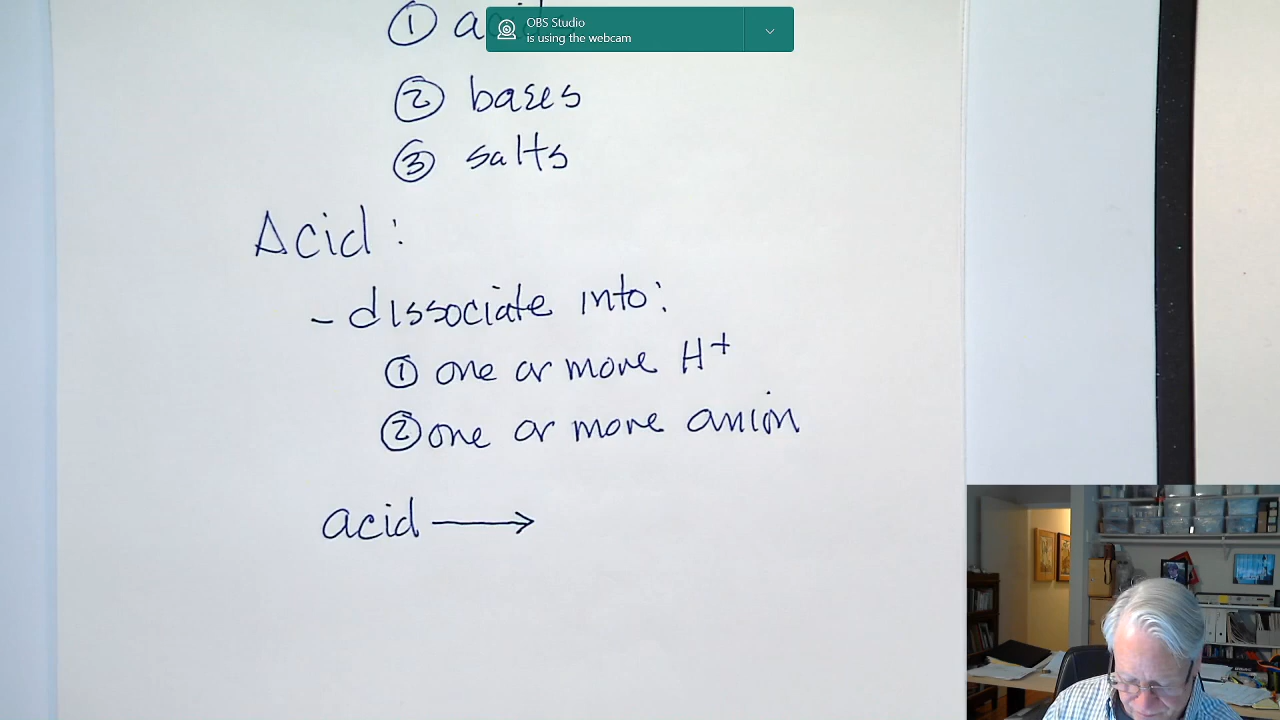 ① a
OBS Studio
is using the webcam
② bases
③ salts
Acid:
- dissociate into:
① one or more H+
② one or more anion
acid →